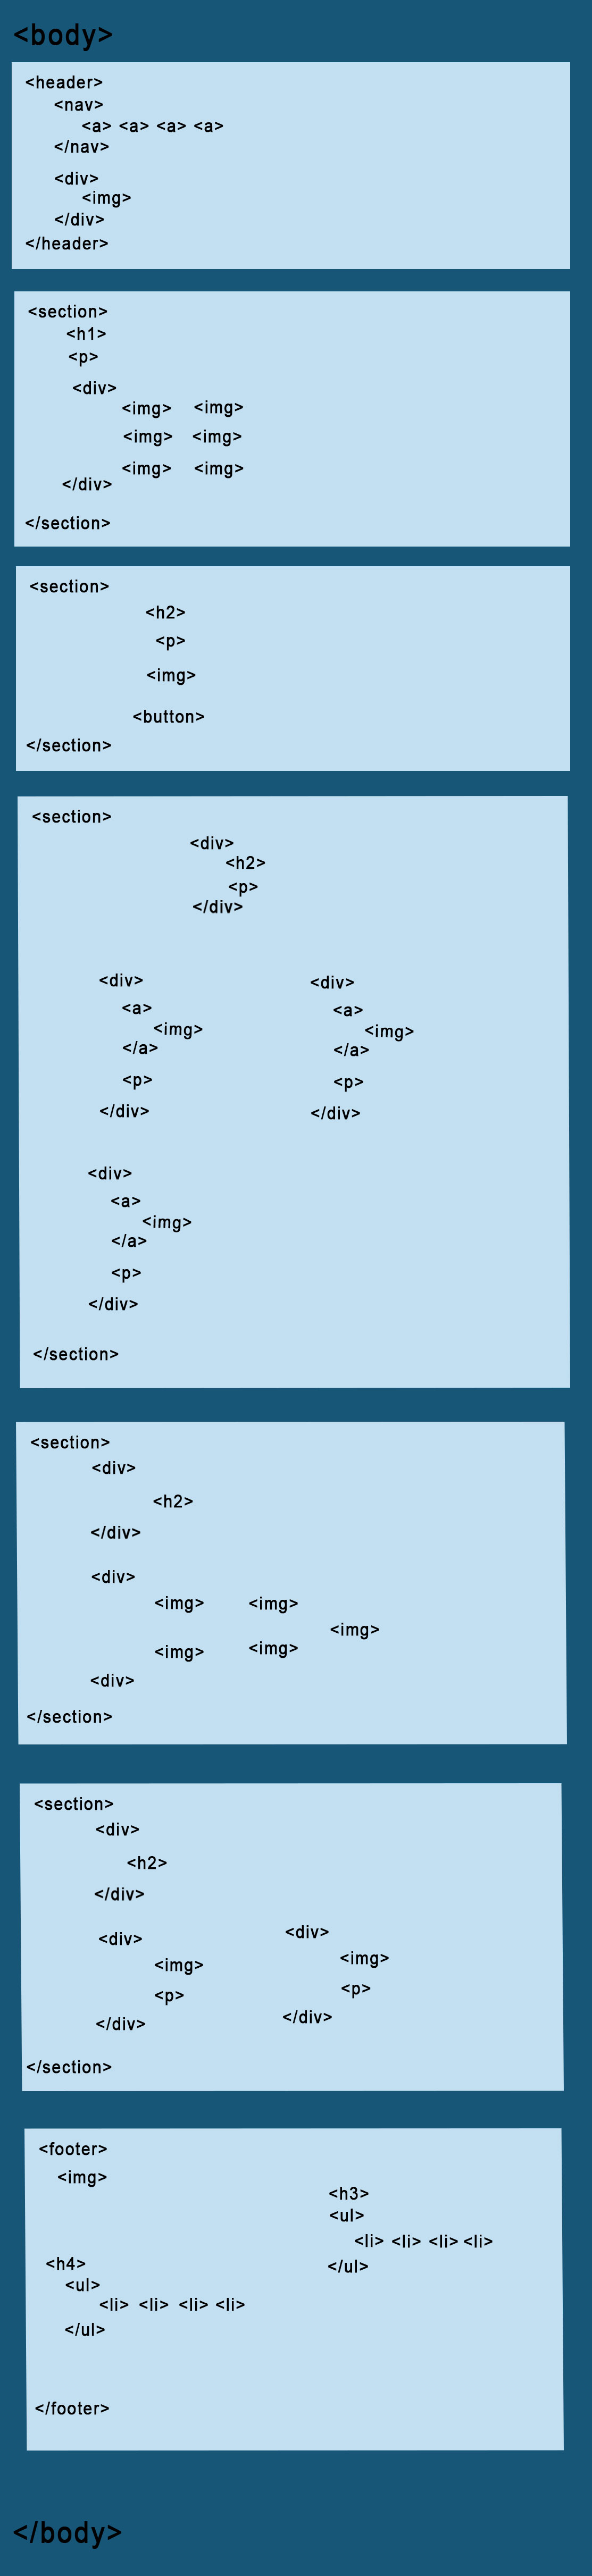 <body>
<header>
<nav>
<a> <a> <a> <a>
</nav>
<div>
<img>
</div>
</header>
<section>
<h1>
<p>
<div>
<img> <img>
<img> <img>
<img> <img>
</div>
</section>
<section>
<h2>
<p>
<img>
<button>
</section>
<section>
<div>
<h2>
<p>
</div>
<div>
<a>
<img>
</a>
<p>
</div>
<div>
<a>
<img>
</a>
<p>
</div>
<div>
<a>
<img>
</a>
<p>
</div>
</section>
<section>
<div>
<h2>
</div>
<div>
<img> <img>
<img>
<img> <img>
<div>
</section>
<section>
<div>
<h2>
</div>
<div>
<img>
<p>
</div>
<div>
<img>
<p>
</div>
</section>
<footer>
<img>
<h3>
<ul>
<li> <li> <li> <li>
</ul>
<h4>
<ul>
<li> <li> <li> <li>
</ul>
</footer>
</body>